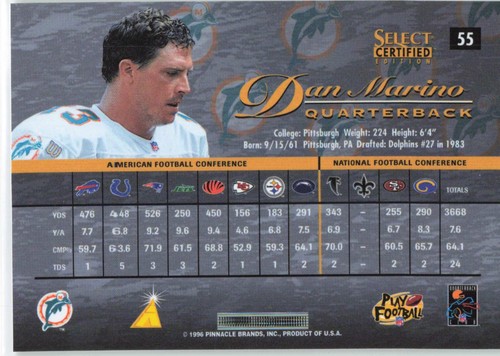 SELECT
CERTIFIED
EDITION
55
Dan Marino
QUARTERBACK
College: Pittsburgh Weight: 224 Height: 6'4"
Born: 9/15/61 Pittsburgh, PA Drafted: Dolphins #27 in 1983
AMERICAN FOOTBALL CONFERENCE NATIONAL FOOTBALL CONFERENCE
JETS TOTALS
YDS 476 448 526 250 450 156 183 291 343 – 255 290 3668
Y/A 7.7 6.8 9.2 9.6 9.4 4.6 6.8 7.5 6.9 – 6.7 8.3 7.6
CMP 59.7 63.6 71.9 61.5 68.8 52.9 59.3 64.1 70.0 – 60.5 65.7 64.1
TDS 1 5 3 2 3 1 1 2 2 – 2 2 24
3
PLAY
FOOTBALL
QUARTERBACK
CLUB
© 1996 PINNACLE BRANDS, INC., PRODUCT OF U.S.A.